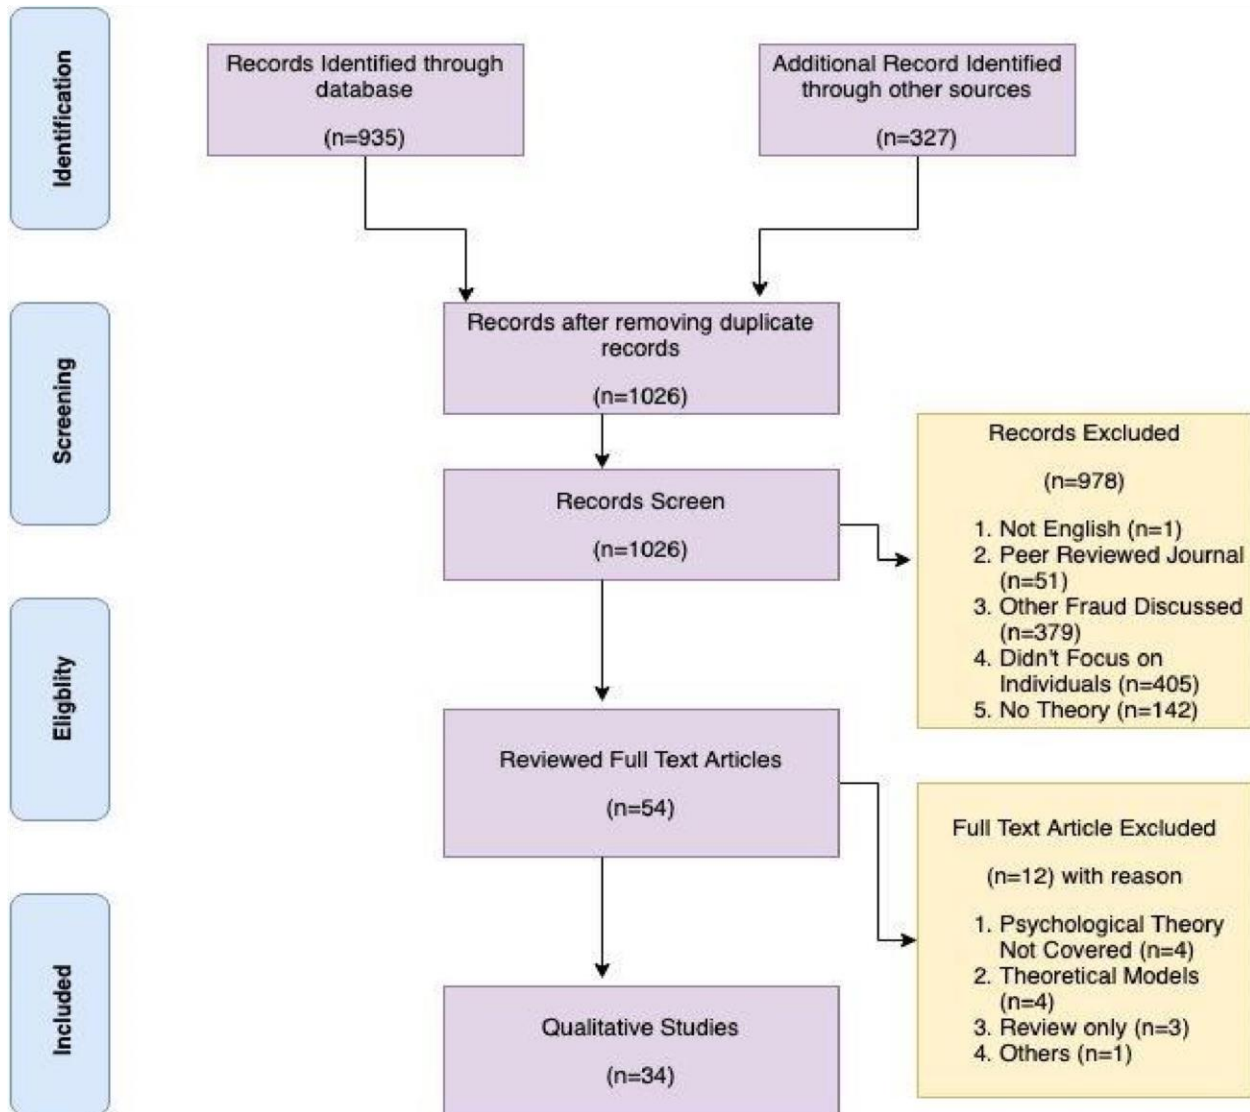 Identification
Records Identified through
database
(n=935)
Additional Record Identified
through other sources
(n=327)
Screening
Records after removing duplicate
records
(n=1026)
Records Screen
(n=1026)
Records Excluded
(n=978)
1. Not English (n=1)
2. Peer Reviewed Journal
(n=51)
3. Other Fraud Discussed
(n=379)
4. Didn't Focus on
Individuals (n=405)
5. No Theory (n=142)
Eligblity
Reviewed Full Text Articles
(n=54)
Full Text Article Excluded
(n=12) with reason
1. Psychological Theory
Not Covered (n=4)
2. Theoretical Models
(n=4)
3. Review only (n=3)
4. Others (n=1)
Included
Qualitative Studies
(n=34)